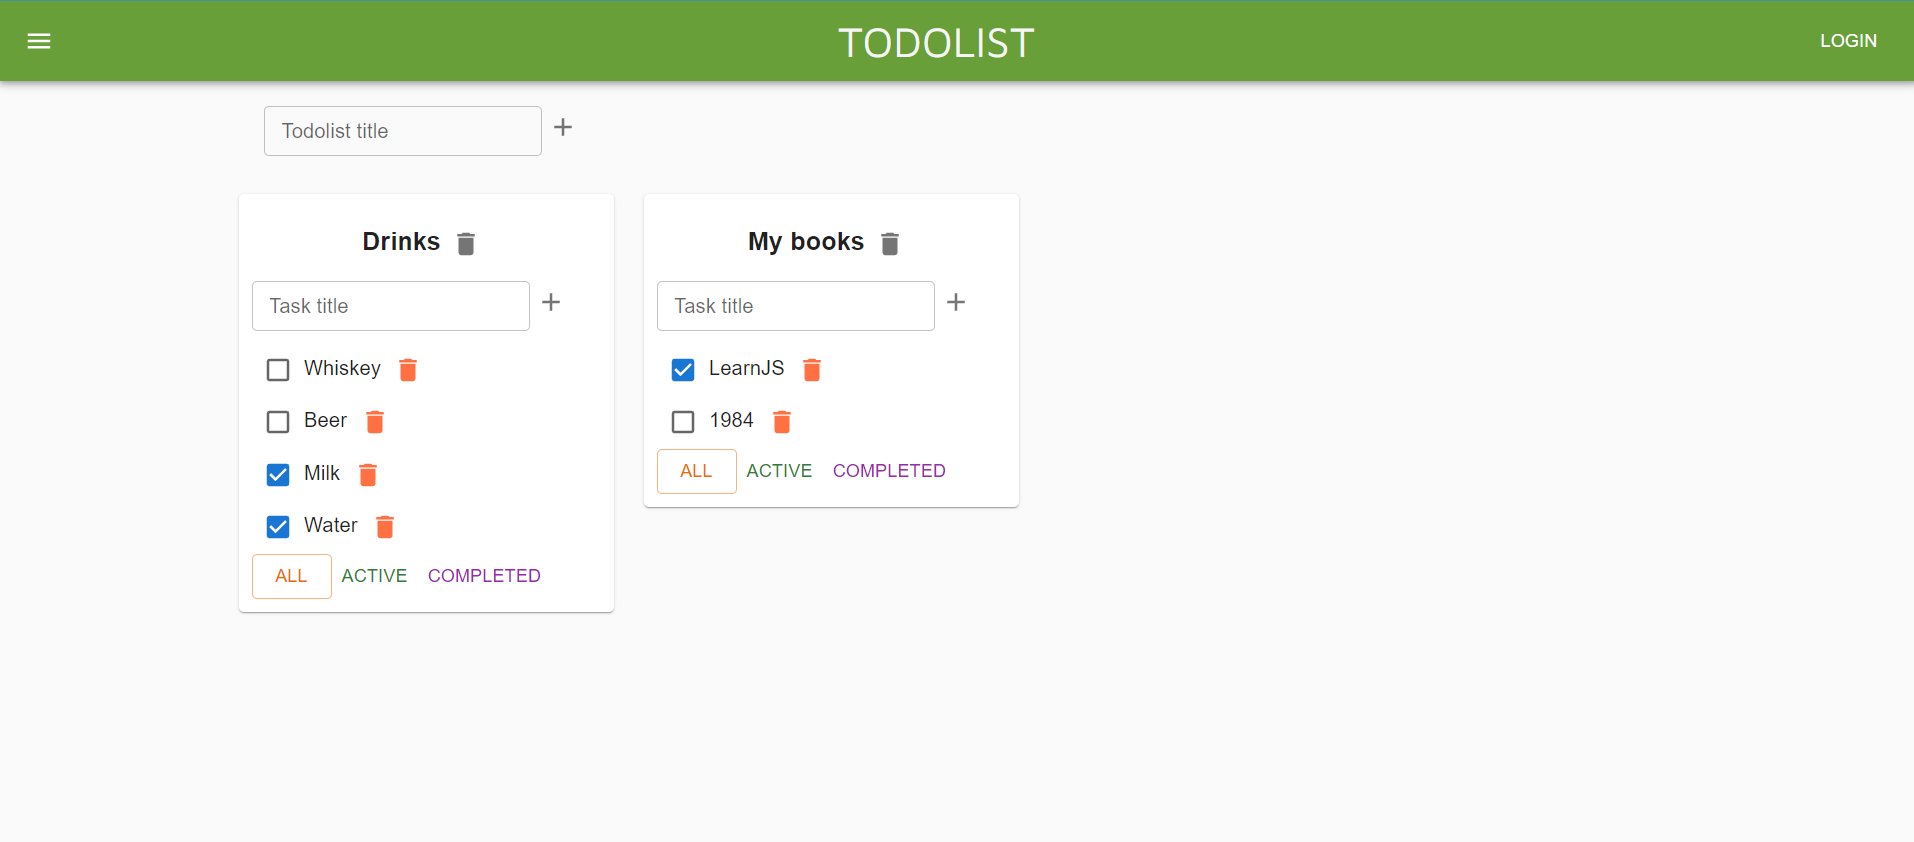 TODOLIST
LOGIN
Todolist title
Drinks
Task title
Whiskey
Beer
Milk
Water
ALL ACTIVE COMPLETED
My books
Task title
LearnJS
1984
ALL ACTIVE COMPLETED